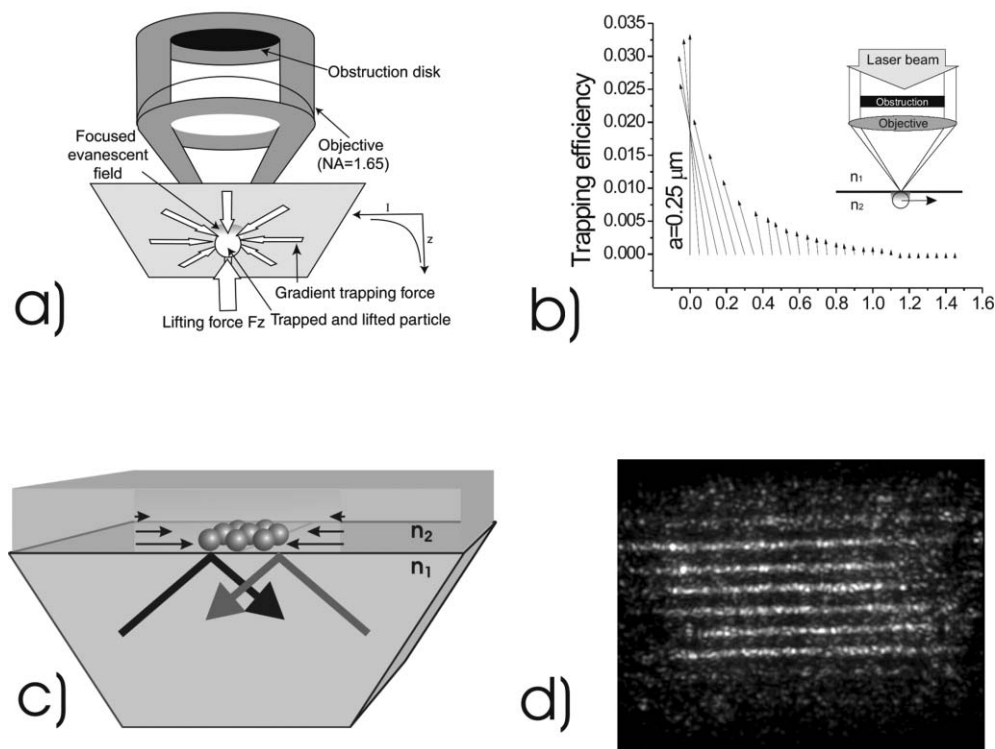 a)
Obstruction disk
Objective
(NA=1.65)
Focused
evanescent
field
I
z
Gradient trapping force
Lifting force Fz
Trapped and lifted particle
b)
Trapping efficiency
0.035
0.030
0.025
0.020
0.015
0.010
0.005
0.000
a=0.25 μm
0.0 0.2 0.4 0.6 0.8 1.0 1.2 1.4 1.6
Laser beam
Obstruction
Objective
n₁
n₂
c)
n₂
n₁
d)